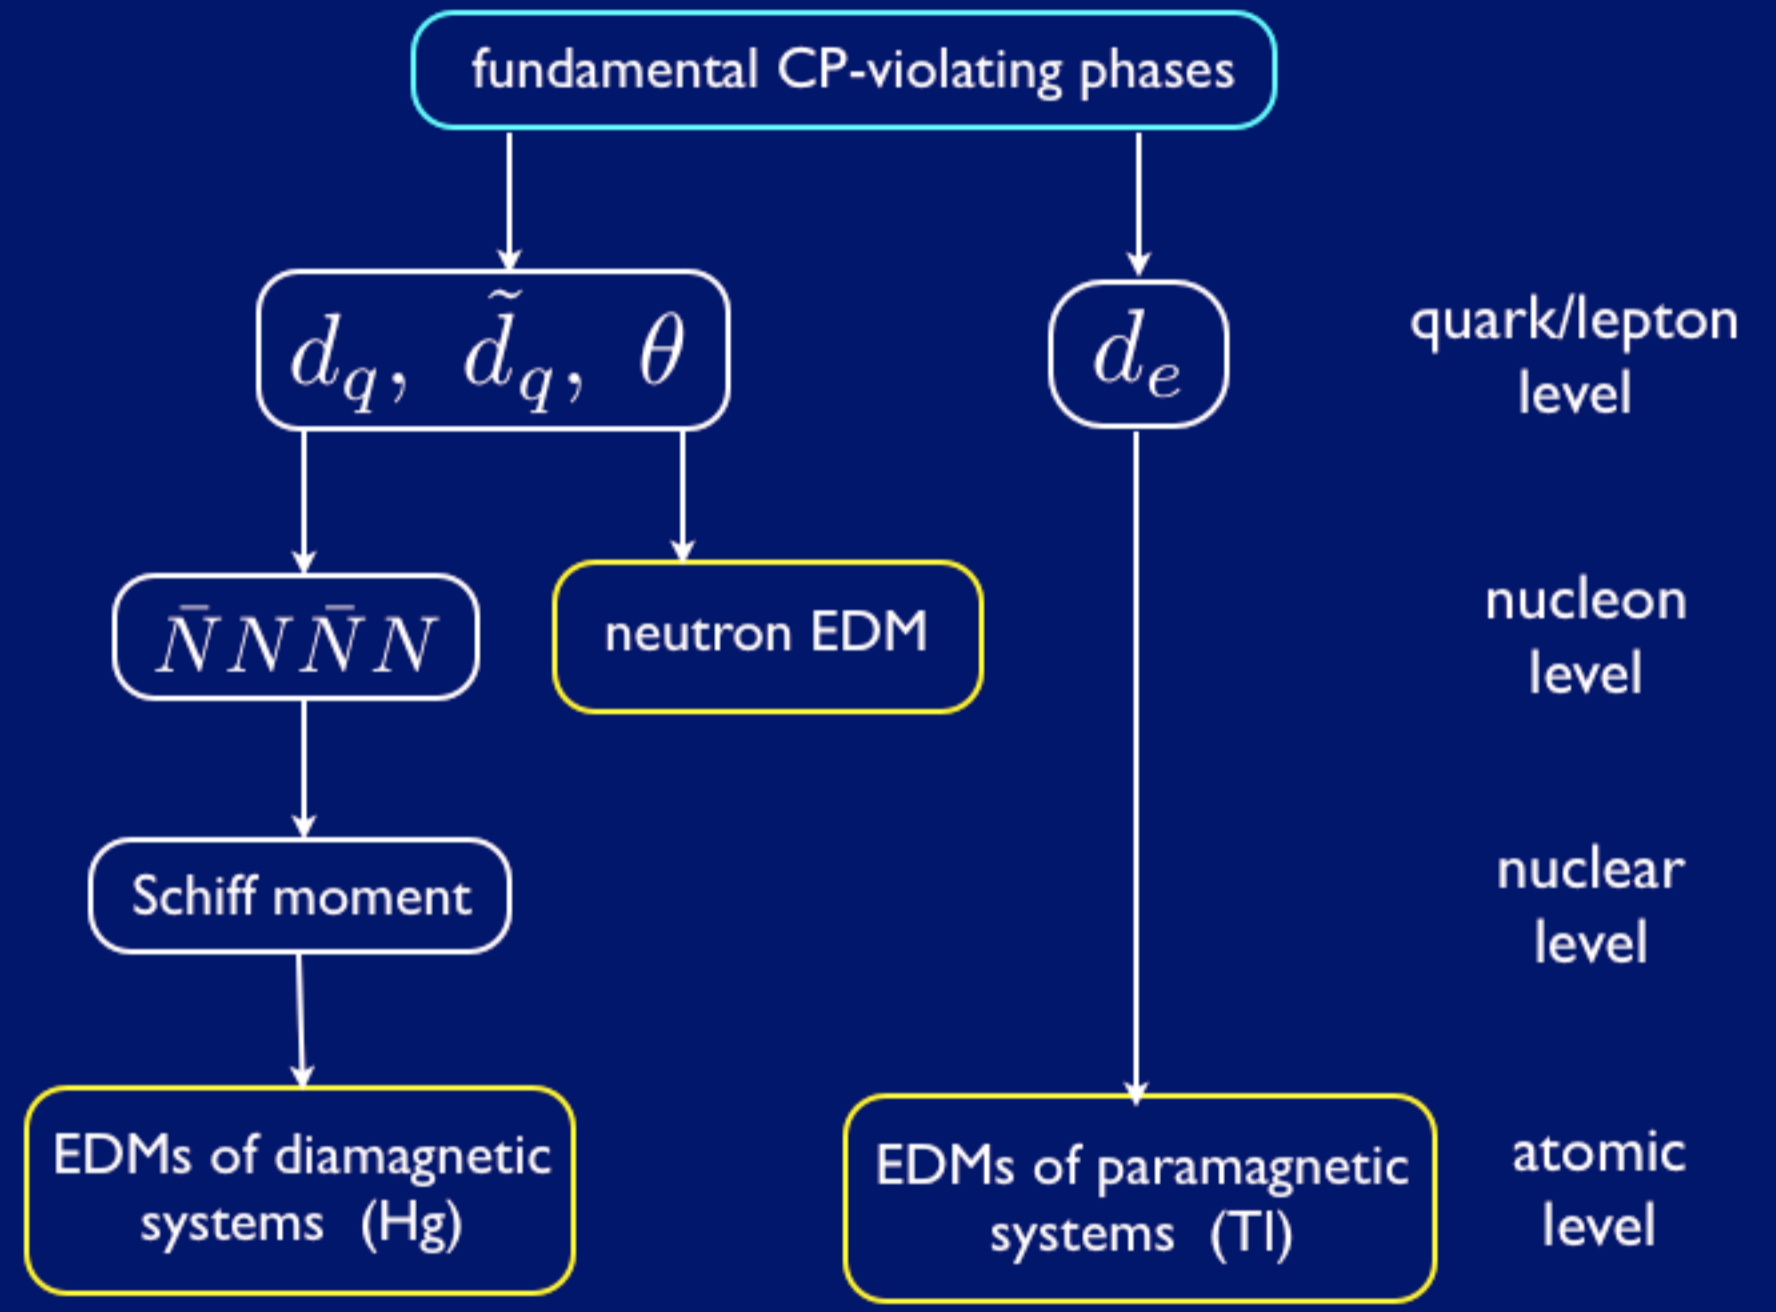 fundamental CP-violating phases
d_q, d̃_q, θ
d_e
quark/lepton
level
N̄NN̄N
neutron EDM
nucleon
level
Schiff moment
nuclear
level
EDMs of diamagnetic
systems (Hg)
EDMs of paramagnetic
systems (Tl)
atomic
level